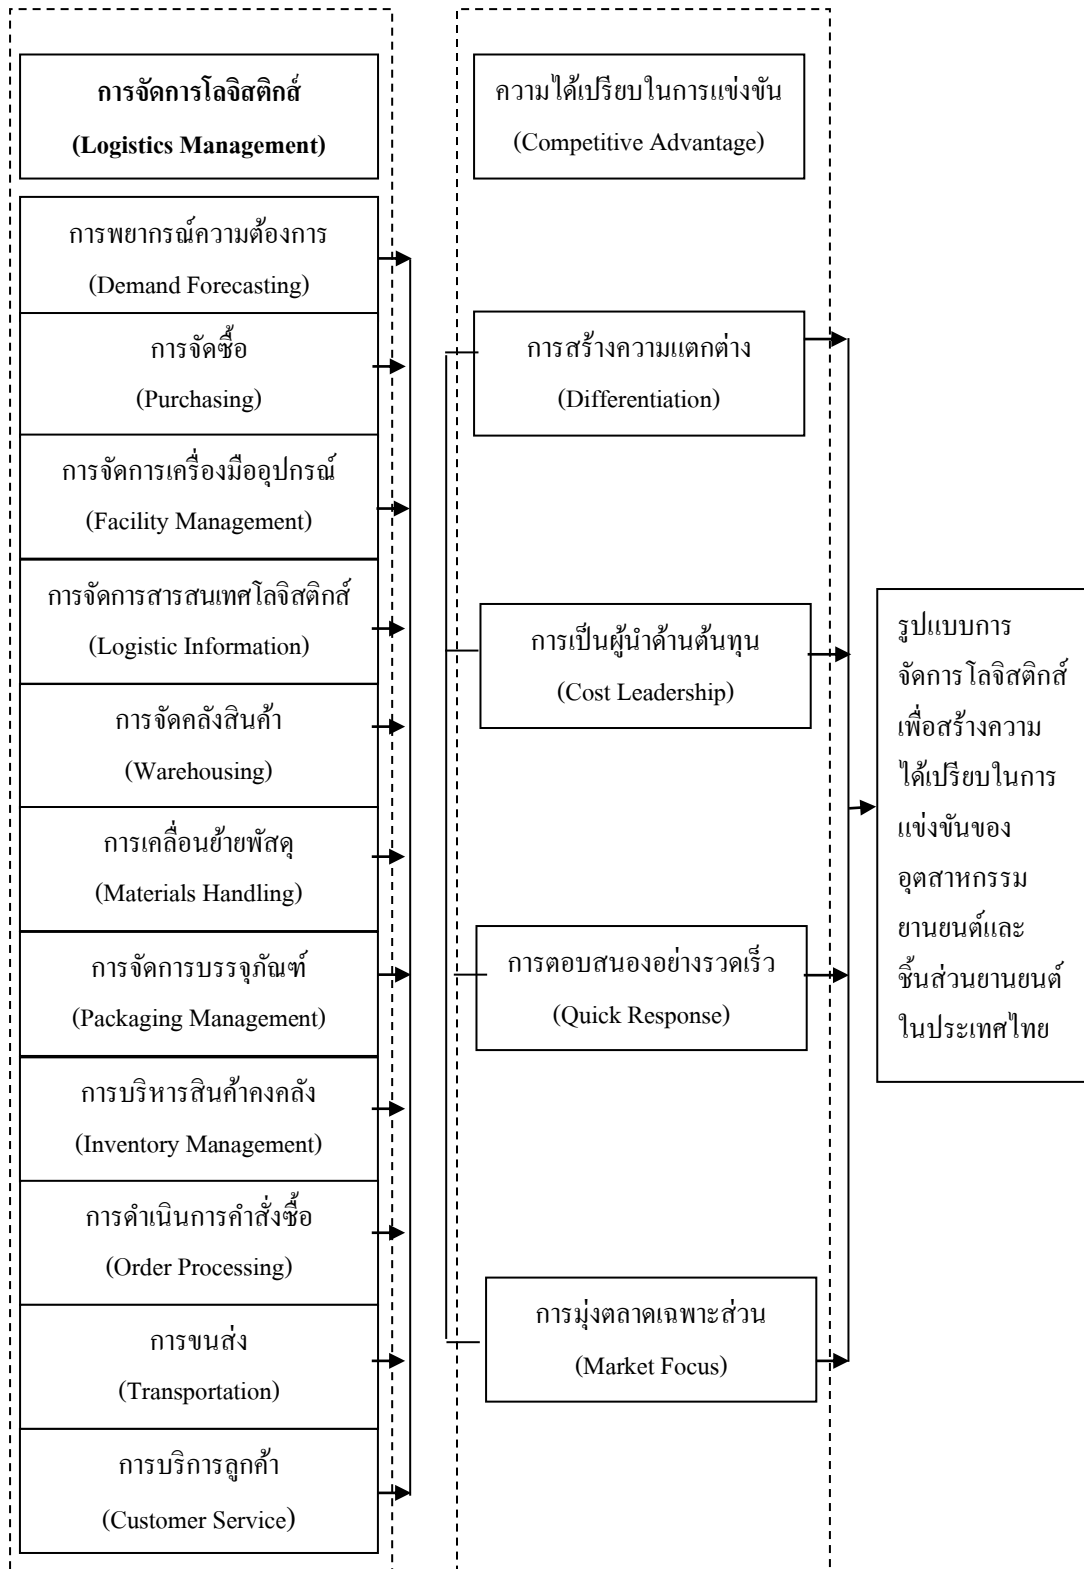 การจัดการโลจิสติกส์
(Logistics Management)
การพยากรณ์ความต้องการ
(Demand Forecasting)
การจัดซื้อ
(Purchasing)
การจัดการเครื่องมืออุปกรณ์
(Facility Management)
การจัดการสารสนเทศโลจิสติกส์
(Logistic Information)
การจัดคลังสินค้า
(Warehousing)
การเคลื่อนย้ายพัสดุ
(Materials Handling)
การจัดการบรรจุภัณฑ์
(Packaging Management)
การบริหารสินค้าคงคลัง
(Inventory Management)
การดำเนินการคำสั่งซื้อ
(Order Processing)
การขนส่ง
(Transportation)
การบริการลูกค้า
(Customer Service)
ความได้เปรียบในการแข่งขัน
(Competitive Advantage)
การสร้างความแตกต่าง
(Differentiation)
การเป็นผู้นำด้านต้นทุน
(Cost Leadership)
การตอบสนองอย่างรวดเร็ว
(Quick Response)
การมุ่งตลาดเฉพาะส่วน
(Market Focus)
รูปแบบการ
จัดการโลจิสติกส์
เพื่อสร้างความ
ได้เปรียบในการ
แข่งขันของ
อุตสาหกรรม
ยานยนต์และ
ชิ้นส่วนยานยนต์
ในประเทศไทย